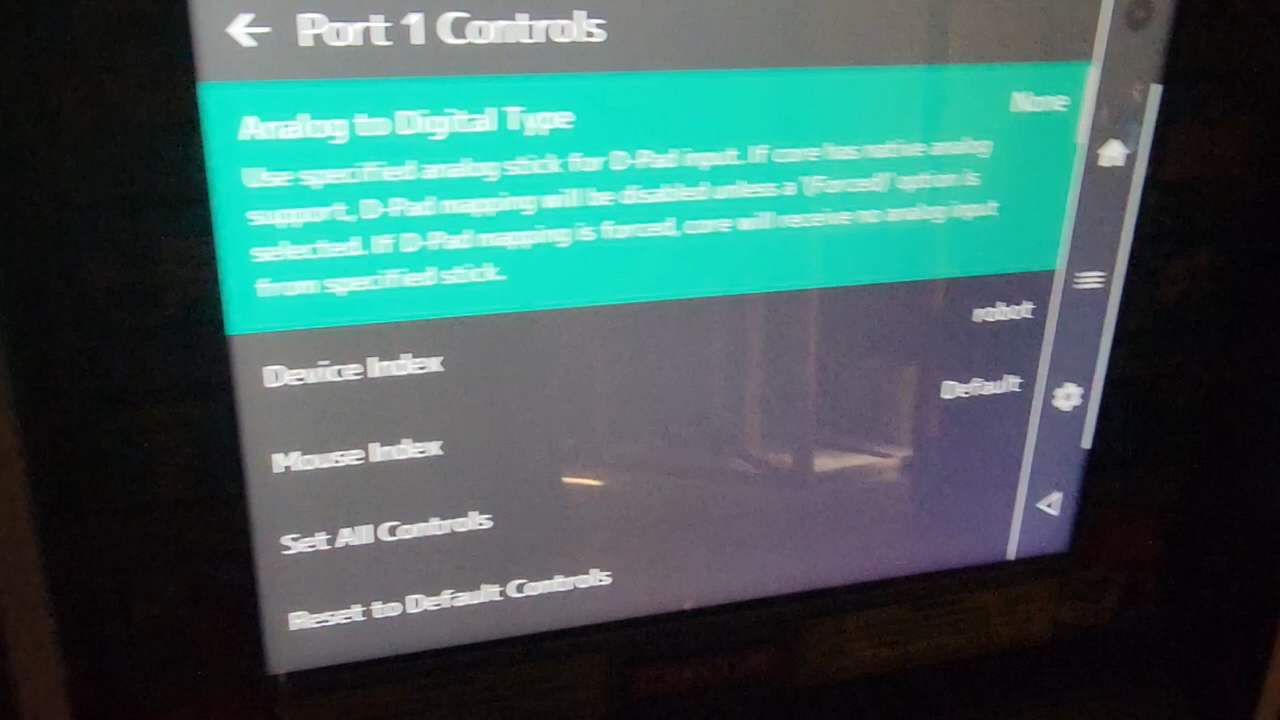 Port 1 Controls
Analog to Digital Type
None
Use specified analog stick for D-Pad input. If core has native analog
support, D-Pad mapping will be disabled unless a '(Forced)' option is
selected. If D-Pad mapping is forced, core will receive no analog input
from specified stick.
Device Index
robot
Mouse Index
Default
Set All Controls
Reset to Default Controls